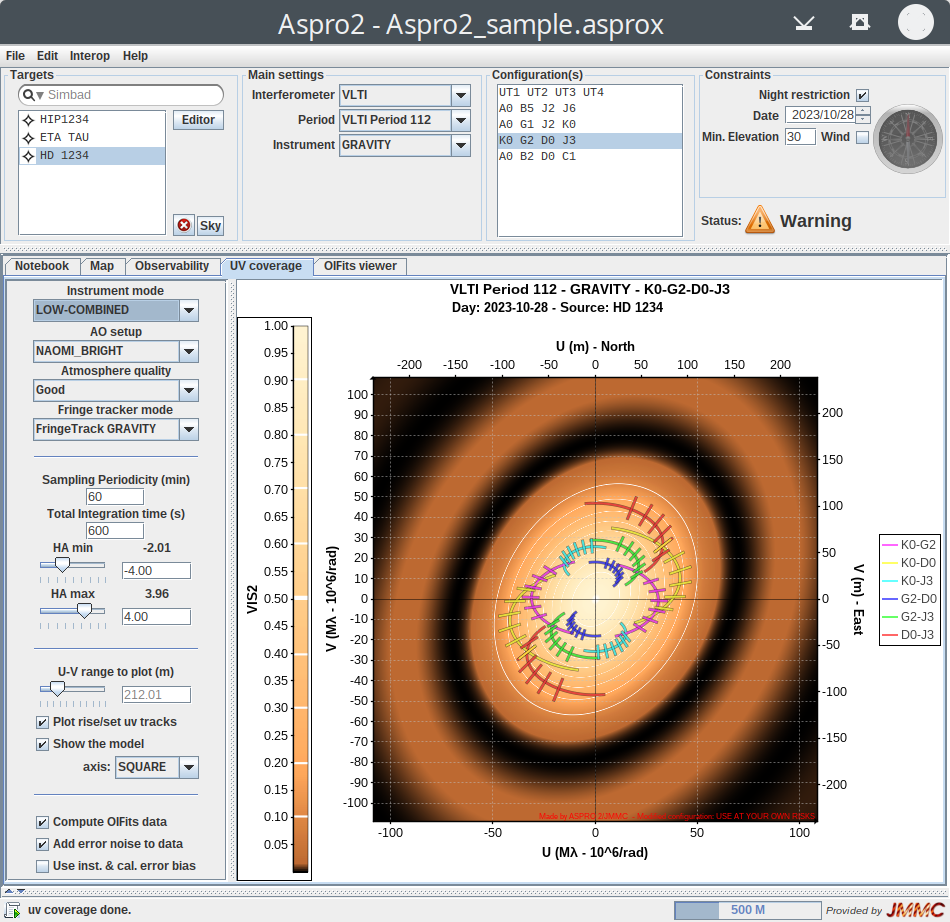 Aspro2 - Aspro2_sample.asprox
File Edit Interop Help
Targets
Simbad
HIP1234
ETA TAU
HD 1234
Editor
Sky
Main settings
Interferometer VLTI
Period VLTI Period 112
Instrument GRAVITY
Configuration(s)
UT1 UT2 UT3 UT4
A0 B5 J2 J6
A0 G1 J2 K0
K0 G2 D0 J3
A0 B2 D0 C1
Constraints
Night restriction
Date 2023/10/28
Min. Elevation 30 Wind
Status: Warning
Notebook Map Observability UV coverage OIFits viewer
Instrument mode
LOW-COMBINED
AO setup
NAOMI_BRIGHT
Atmosphere quality
Good
Fringe tracker mode
FringeTrack GRAVITY
Sampling Periodicity (min)
60
Total Integration time (s)
600
HA min -2.01
-4.00
HA max 3.96
4.00
U-V range to plot (m)
212.01
Plot rise/set uv tracks
Show the model
axis: SQUARE
Compute OIFits data
Add error noise to data
Use inst. & cal. error bias
VLTI Period 112 - GRAVITY - K0-G2-D0-J3
Day: 2023-10-28 - Source: HD 1234
1.00
0.95
0.90
0.85
0.80
0.75
0.70
0.65
0.60
0.55
0.50
0.45
0.40
0.35
0.30
0.25
0.20
0.15
0.10
0.05
VIS2
U (m) - North
-200 -150 -100 -50 0 50 100 150 200
100
90
80
70
60
50
40
30
20
10
0
-10
-20
-30
-40
-50
-60
-70
-80
-90
-100
V (Mλ - 10^6/rad)
200
150
100
50
0
-50
-100
-150
-200
V (m) - East
Made by ASPRO 2/JMMC
configuration: USE AT YOUR OWN RISKS
-100 -50 0 50 100
U (Mλ - 10^6/rad)
K0-G2
K0-D0
K0-J3
G2-D0
G2-J3
D0-J3
uv coverage done.
500 M
Provided by JMMC